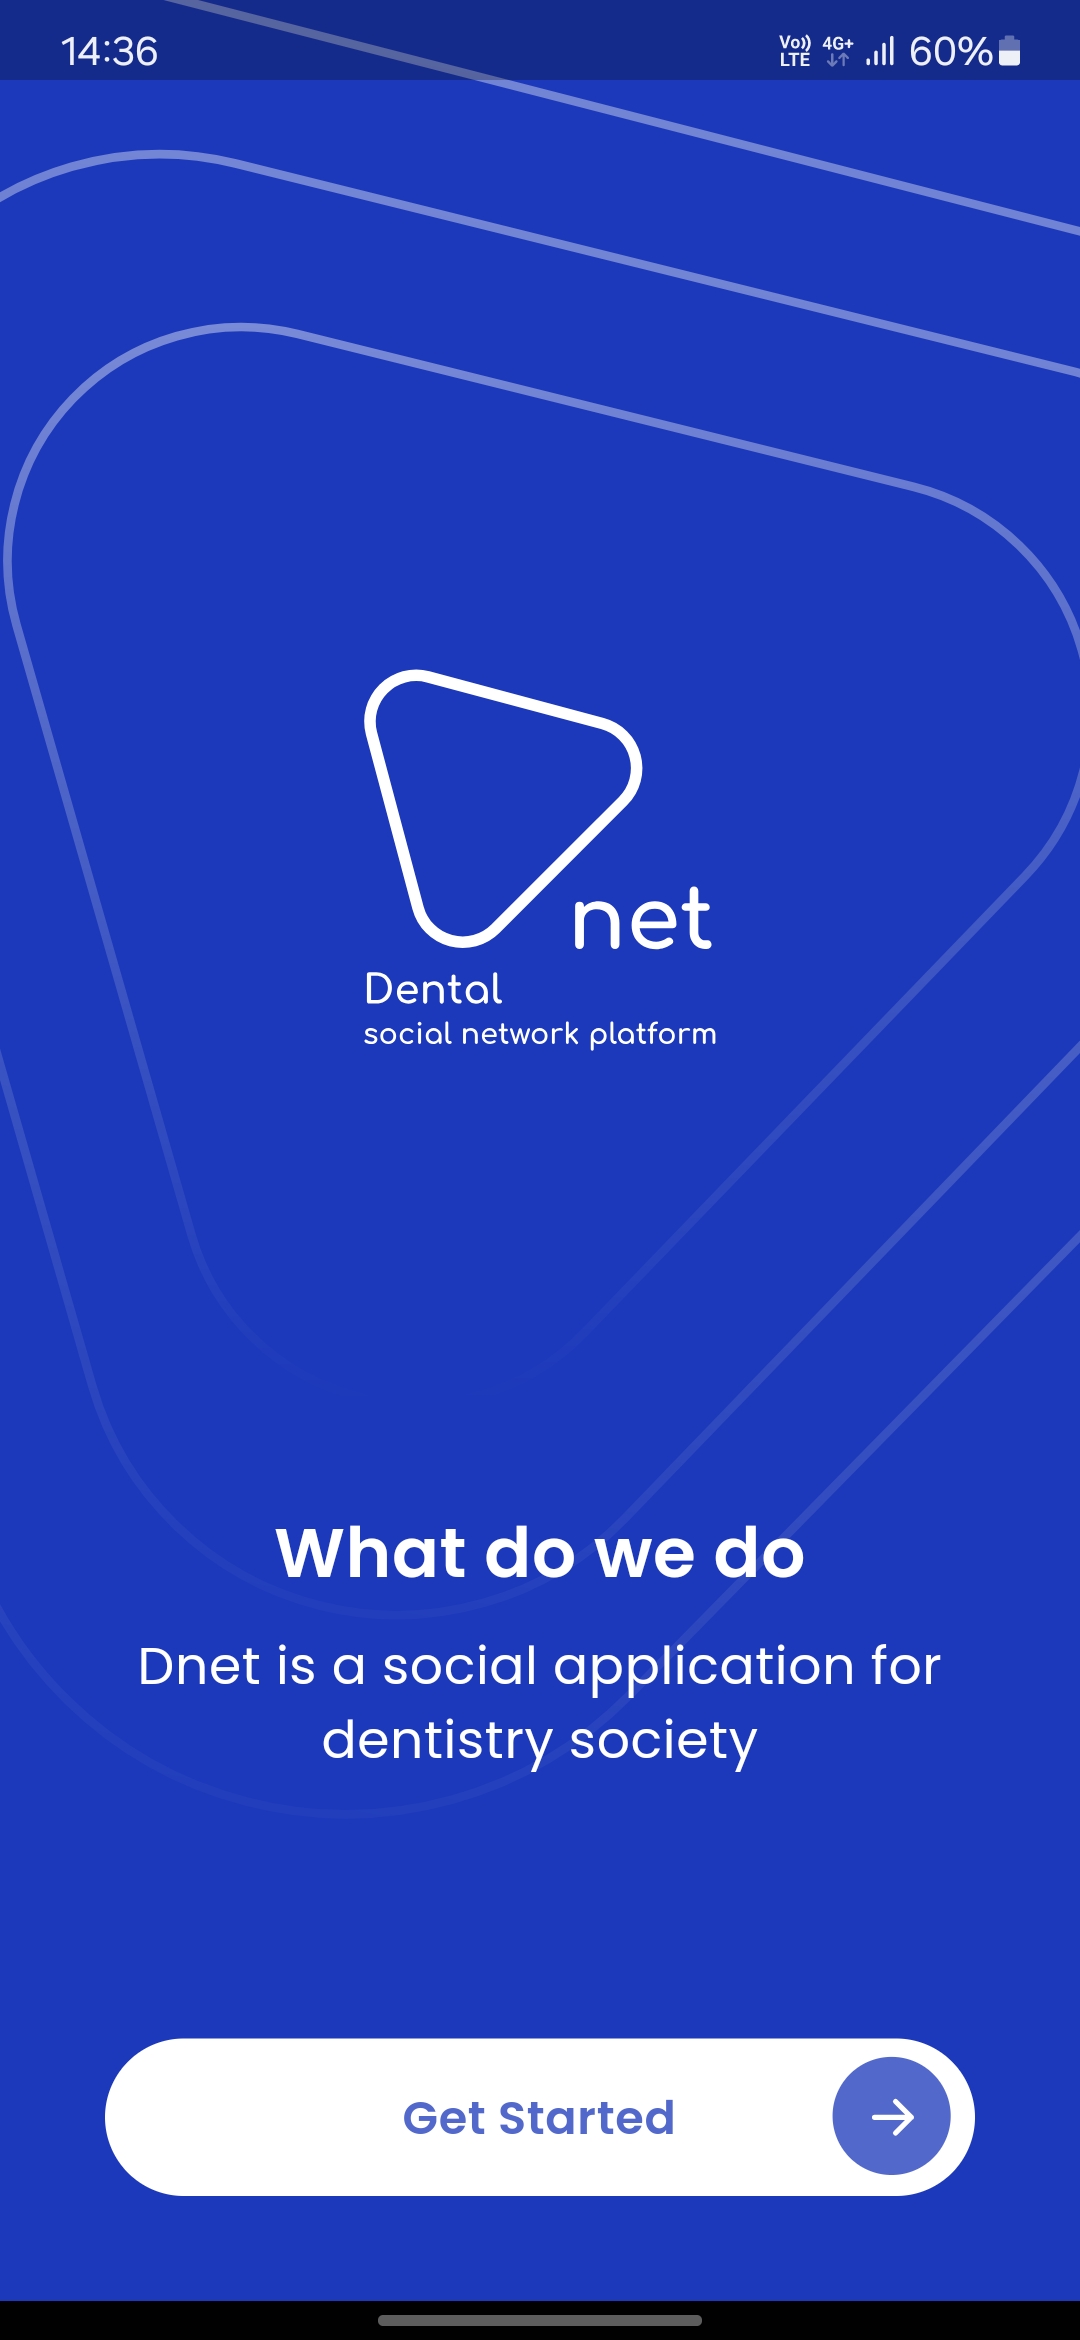 14:36 Vo)) LTE 4G+ 60%
net
Dental
social network platform
What do we do
Dnet is a social application for
dentistry society
Get Started